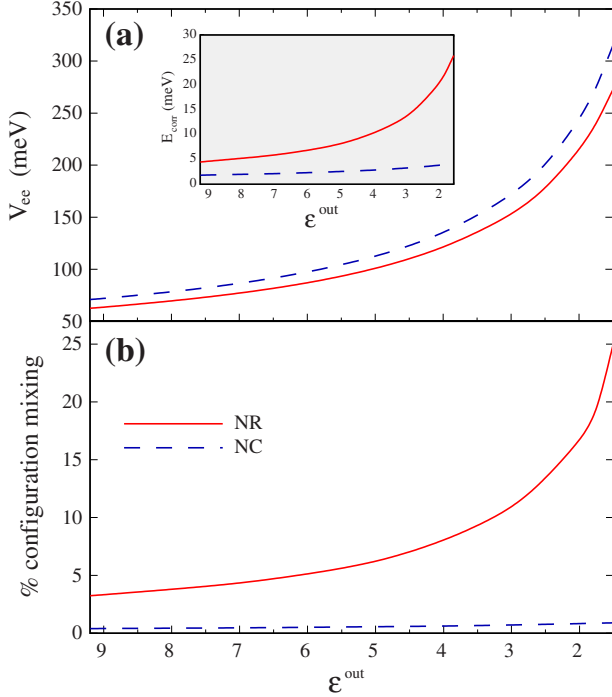 (a)
350
300
250
200
150
100
50
V_ee (meV)
30
25
20
15
10
5
0
E_corr (meV)
9 8 7 6 5 4 3 2
ε^out
(b)
25
20
15
10
5
0
% configuration mixing
NR
NC
9 8 7 6 5 4 3 2
ε^out